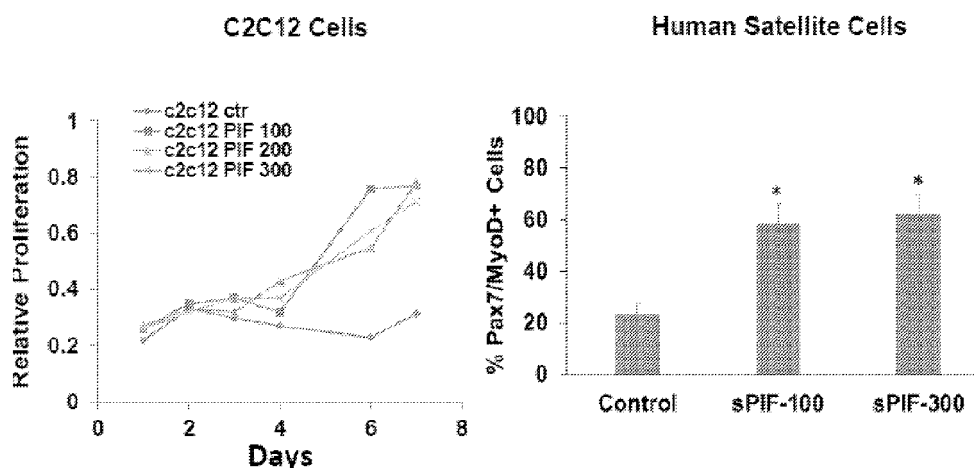 C2C12 Cells
c2c12 ctr
c2c12 PIF 100
c2c12 PIF 200
c2c12 PIF 300
Relative Proliferation
1
0.8
0.6
0.4
0.2
0
0
2
4
6
8
Days
Human Satellite Cells
% Pax7/MyoD+ Cells
100
80
60
40
20
0
*
*
Control
sPIF-100
sPIF-300